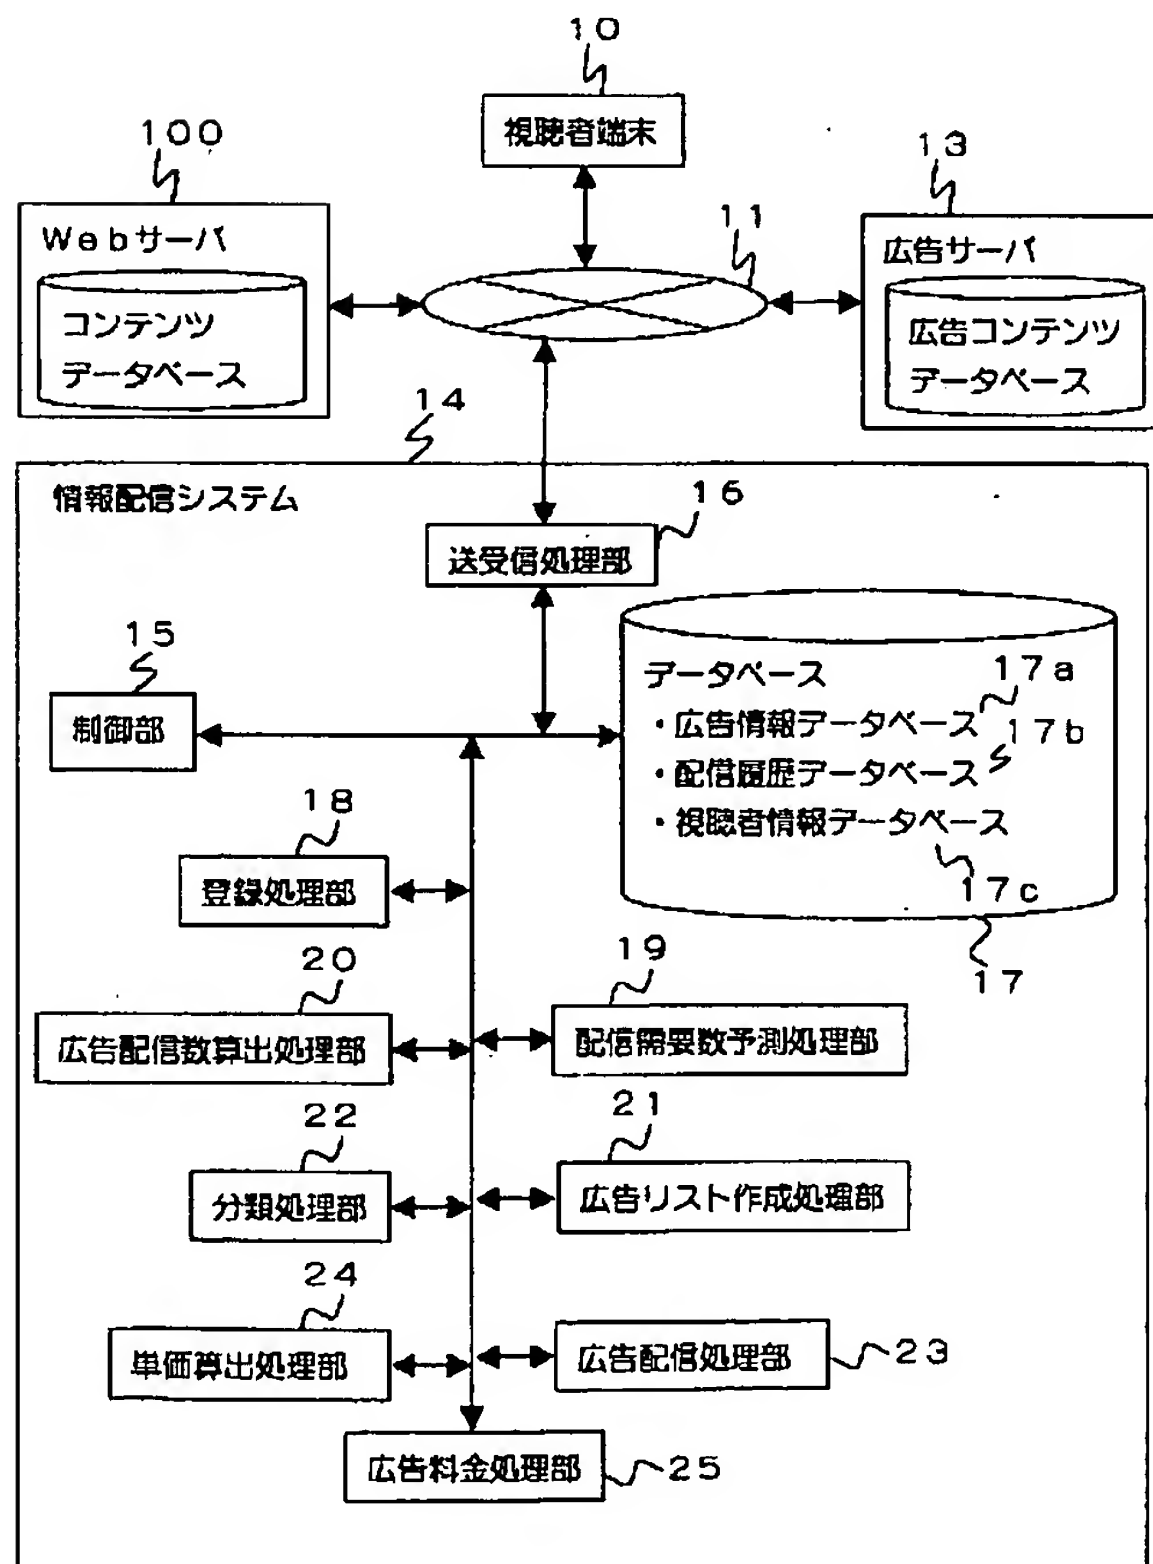 10
視聴者端末
100
Webサーバ
コンテンツ
データベース
11
13
広告サーバ
広告コンテンツ
データベース
14
情報配信システム
16
送受信処理部
15
制御部
データベース
・広告情報データベース
17a
・配信履歴データベース
17b
・視聴者情報データベース
17c
17
18
登録処理部
20
広告配信数算出処理部
19
配信需要数予測処理部
22
分類処理部
21
広告リスト作成処理部
24
単価算出処理部
広告配信処理部
23
広告料金処理部
25